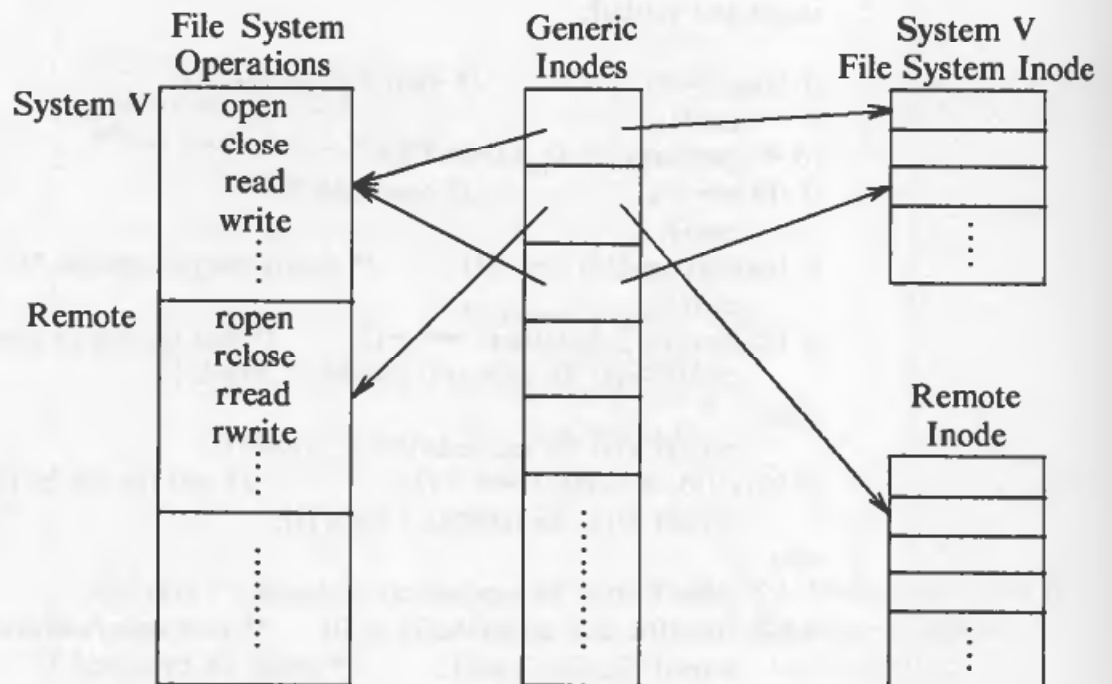 File System
Operations
Generic
Inodes
System V
File System Inode
System V
open
close
read
write
Remote
ropen
rclose
rread
rwrite
Remote
Inode